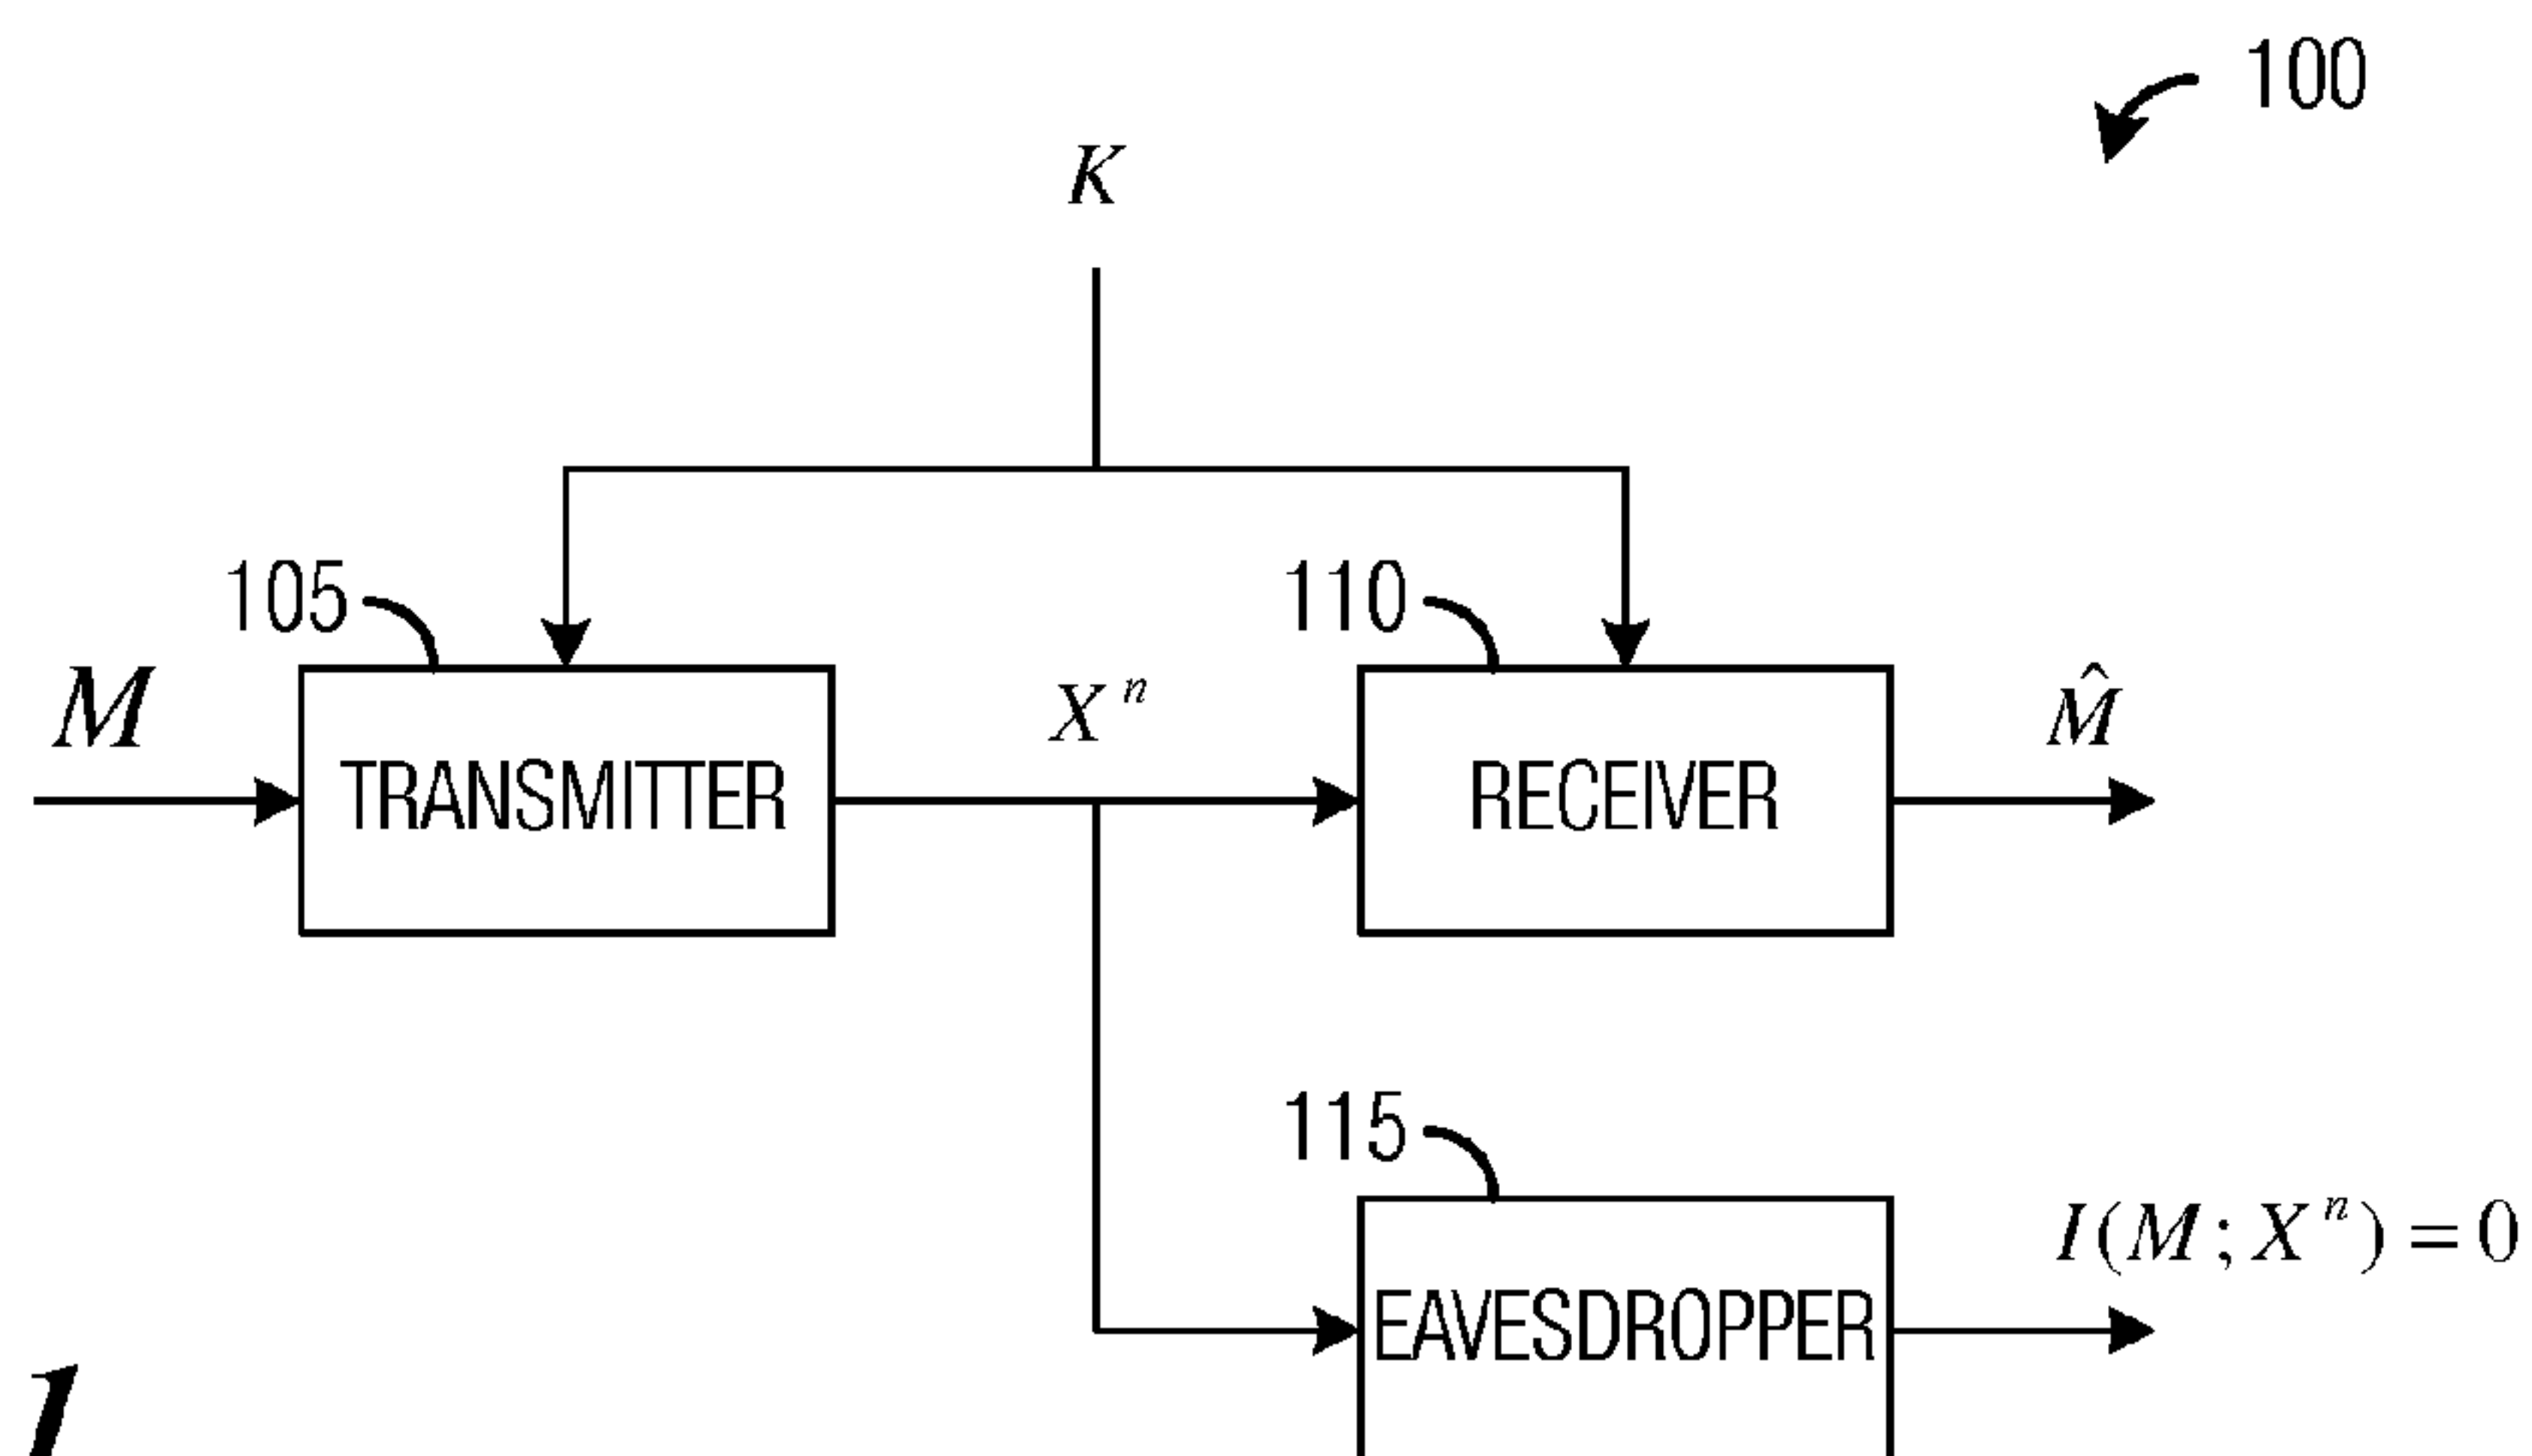 100
K
105
110
M
X^n
M̂
TRANSMITTER
RECEIVER
115
I(M;X^n)=0
EAVESDROPPER
1